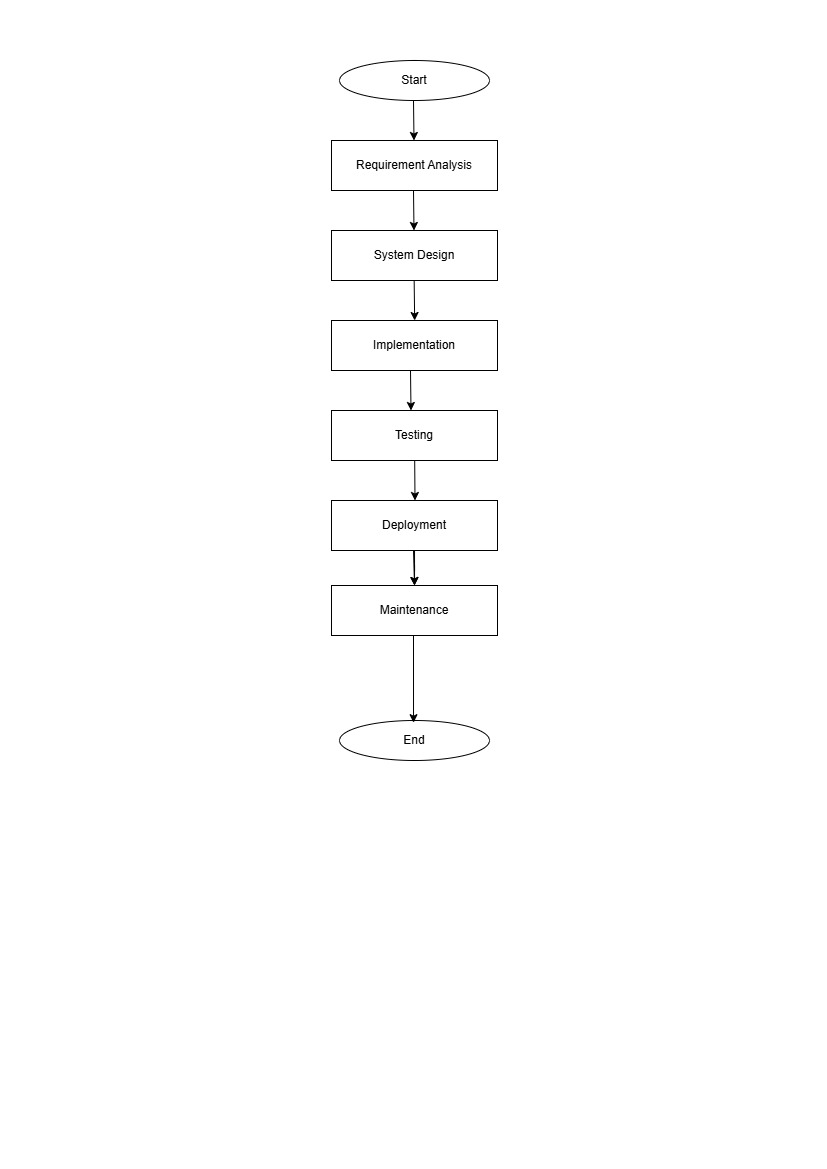 Start
Requirement Analysis
System Design
Implementation
Testing
Deployment
Maintenance
End